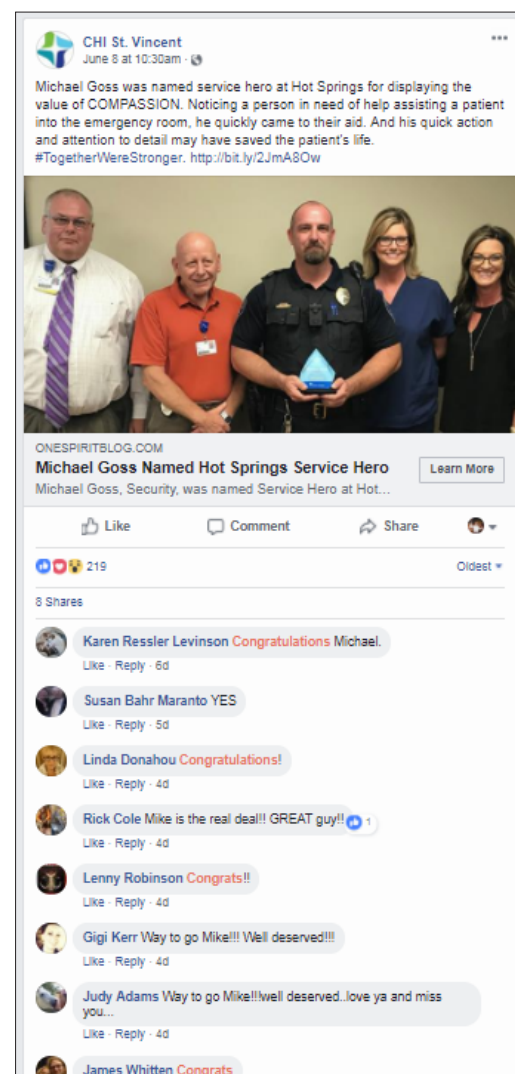 CHI St. Vincent
June 8 at 10:30am ·
Michael Goss was named service hero at Hot Springs for displaying the
value of COMPASSION. Noticing a person in need of help assisting a patient
into the emergency room, he quickly came to their aid. And his quick action
and attention to detail may have saved the patient's life.
#TogetherWereStronger. http://bit.ly/2JmA8Ow
ONESPIRITBLOG.COM
Michael Goss Named Hot Springs Service Hero
Learn More
Michael Goss, Security, was named Service Hero at Hot...
Like Comment Share
219 Oldest
8 Shares
Karen Ressler Levinson Congratulations Michael.
Like · Reply · 6d
Susan Bahr Maranto YES
Like · Reply · 5d
Linda Donahou Congratulations!
Like · Reply · 4d
Rick Cole Mike is the real deal!! GREAT guy!! 1
Like · Reply · 4d
Lenny Robinson Congrats!!
Like · Reply · 4d
Gigi Kerr Way to go Mike!!! Well deserved!!!
Like · Reply · 4d
Judy Adams Way to go Mike!!!well deserved..love ya and miss
you...
Like · Reply · 4d
James Whitten Congrats